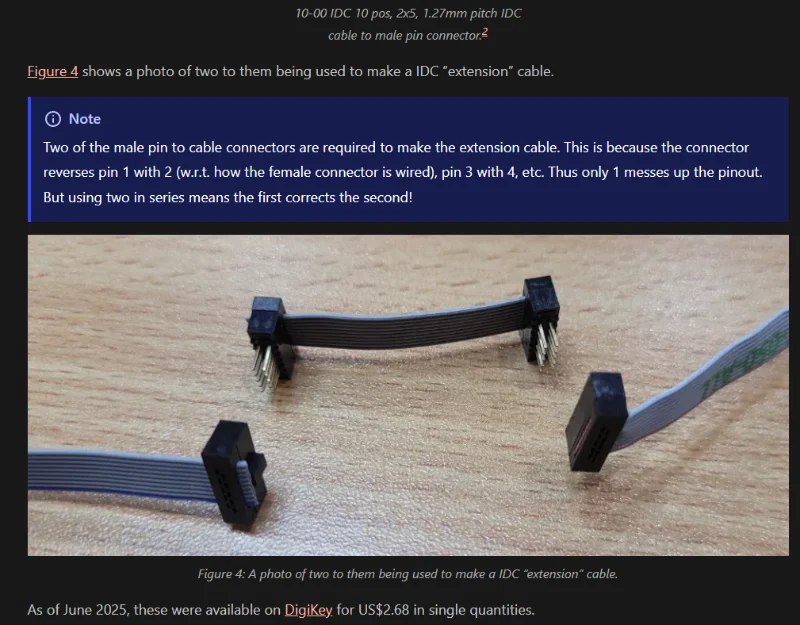 10-00 IDC 10 pos, 2x5, 1.27mm pitch IDC
cable to male pin connector.2
Figure 4 shows a photo of two to them being used to make a IDC “extension” cable.
Note
Two of the male pin to cable connectors are required to make the extension cable. This is because the connector
reverses pin 1 with 2 (w.r.t. how the female connector is wired), pin 3 with 4, etc. Thus only 1 messes up the pinout.
But using two in series means the first corrects the second!
Figure 4: A photo of two to them being used to make a IDC “extension” cable.
As of June 2025, these were available on DigiKey for US$2.68 in single quantities.